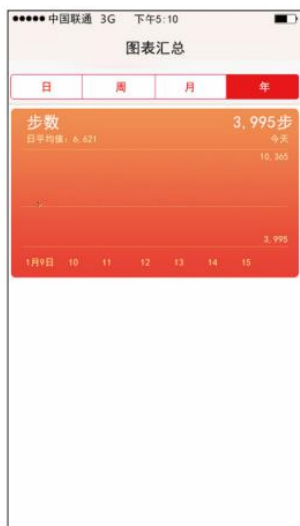 中国联通 3G 下午5:10
图表汇总
日 周 月 年
步数 3,995步
日平均值: 6,621 今天
10,365
3,995
1月9日 10 11 12 13 14 15